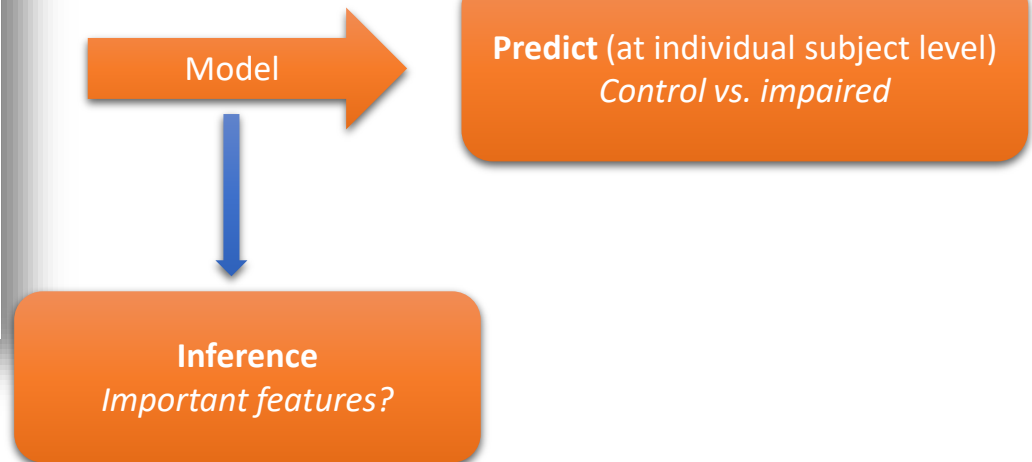 Model
Predict (at individual subject level)
Control vs. impaired
Inference
Important features?